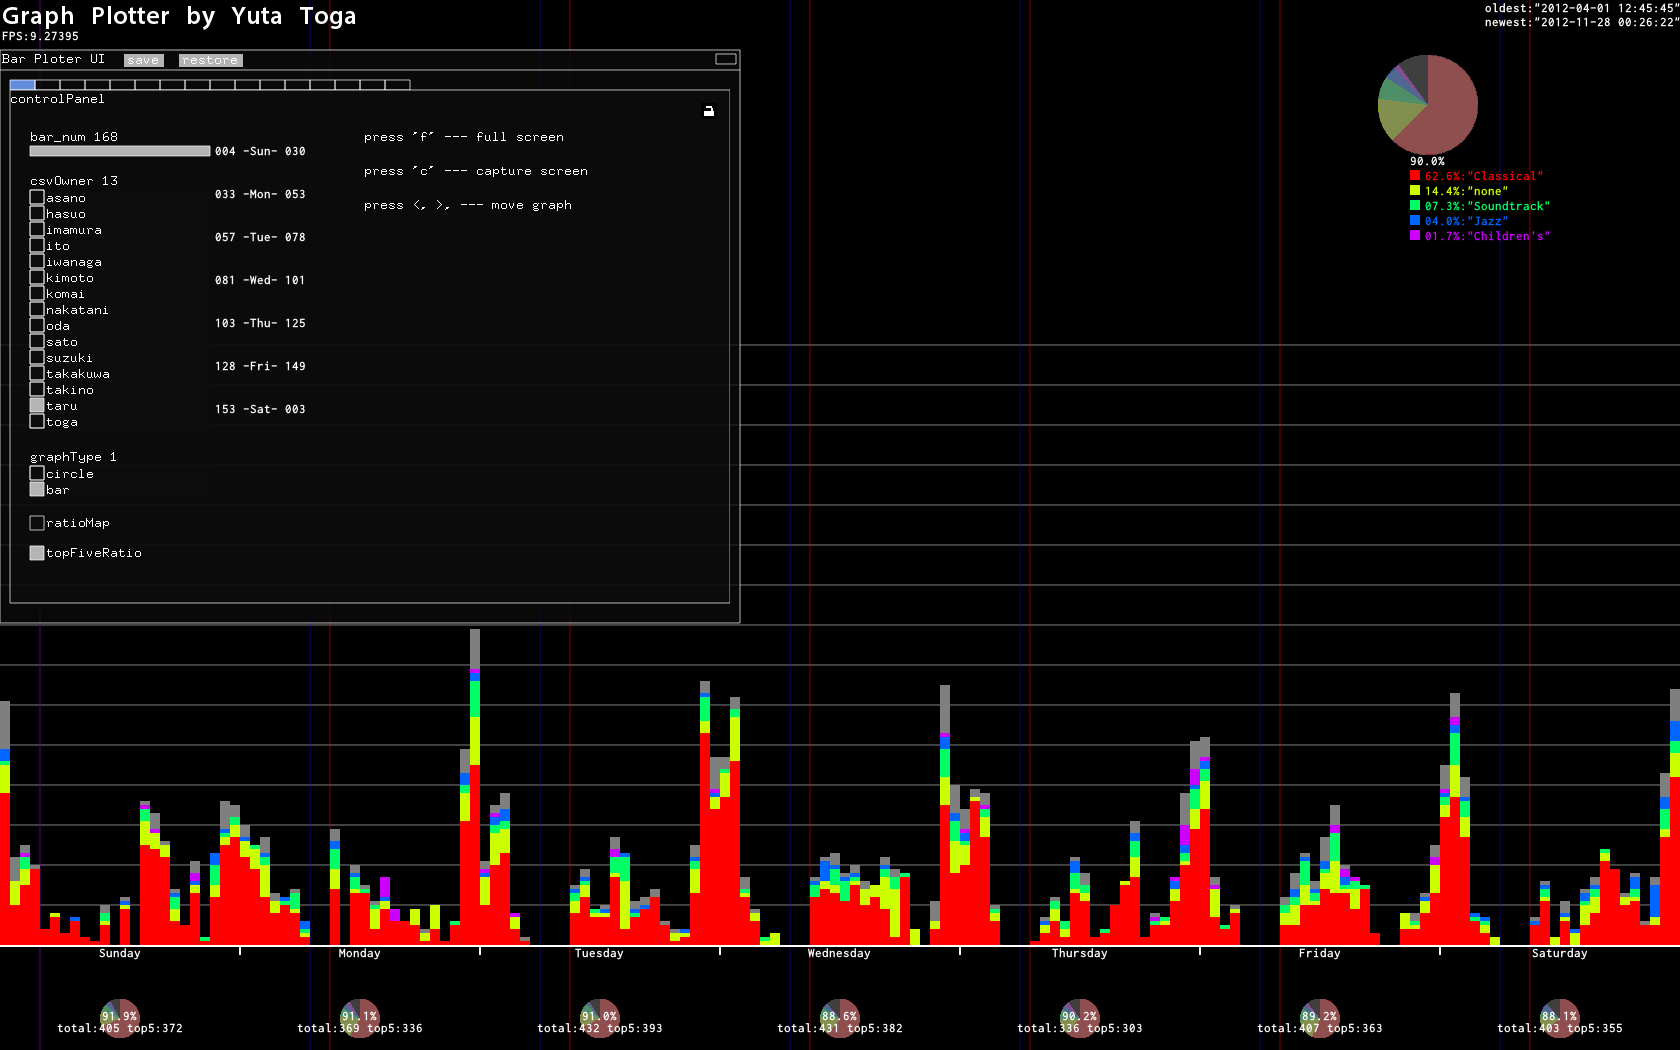 Graph Plotter by Yuta Toga
FPS:9.27395
oldest:"2012-04-01 12:45:45"
newest:"2012-11-28 00:26:22"
Bar Ploter UI save restore
controlPanel
bar_num 168
004 -Sun- 030
033 -Mon- 053
057 -Tue- 078
081 -Wed- 101
103 -Thu- 125
128 -Fri- 149
153 -Sat- 003
csvOwner 13
asano
hasuo
imamura
ito
iwanaga
kimoto
komai
nakatani
oda
sato
suzuki
takakuwa
takino
taru
toga
graphType 1
circle
bar
ratioMap
topFiveRatio
press 'f' --- full screen
press 'c' --- capture screen
press <, >, --- move graph
90.0%
62.6%:"Classical"
14.4%:"none"
07.3%:"Soundtrack"
04.0%:"Jazz"
01.7%:"Children's"
Sunday Monday Tuesday Wednesday Thursday Friday Saturday
91.9% 91.1% 91.0% 88.6% 90.2% 89.2% 88.1%
total:405 top5:372 total:369 top5:336 total:432 top5:393 total:431 top5:382 total:336 top5:303 total:407 top5:363 total:403 top5:355